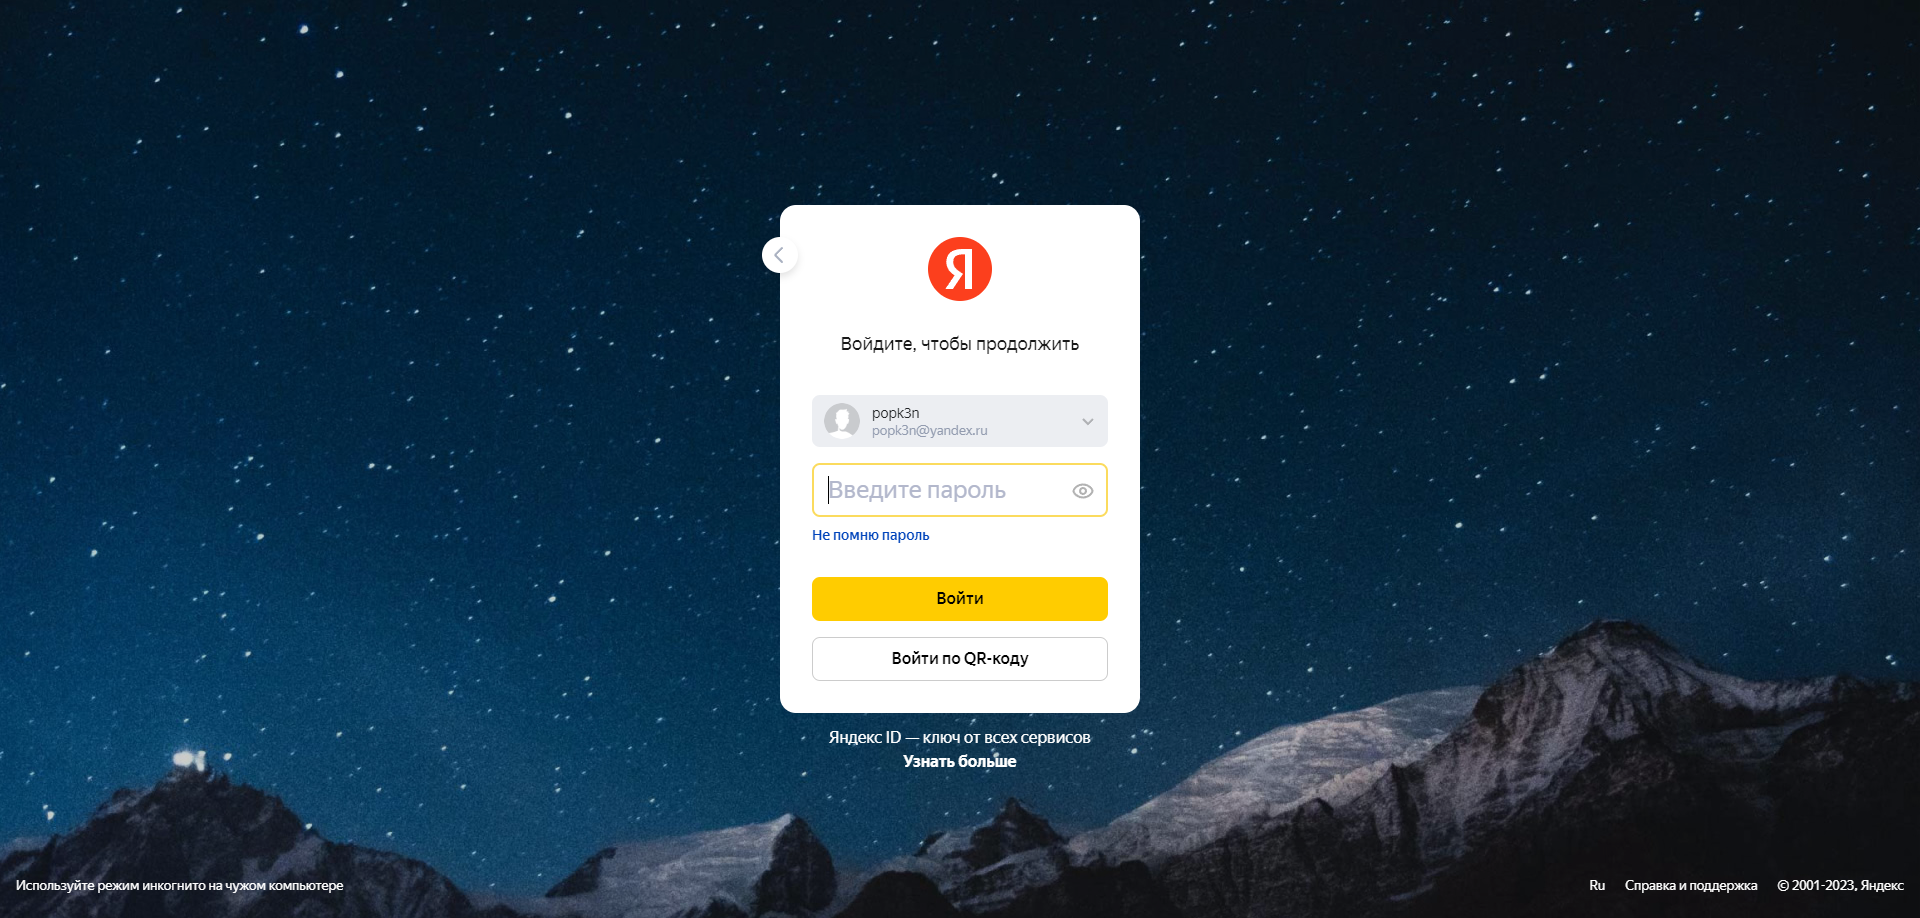 Я
Войдите, чтобы продолжить
popk3n
popk3n@yandex.ru
Введите пароль
Не помню пароль
Войти
Войти по QR-коду
Яндекс ID — ключ от всех сервисов
Узнать больше
Используйте режим инкогнито на чужом компьютере
Ru Справка и поддержка © 2001-2023, Яндекс